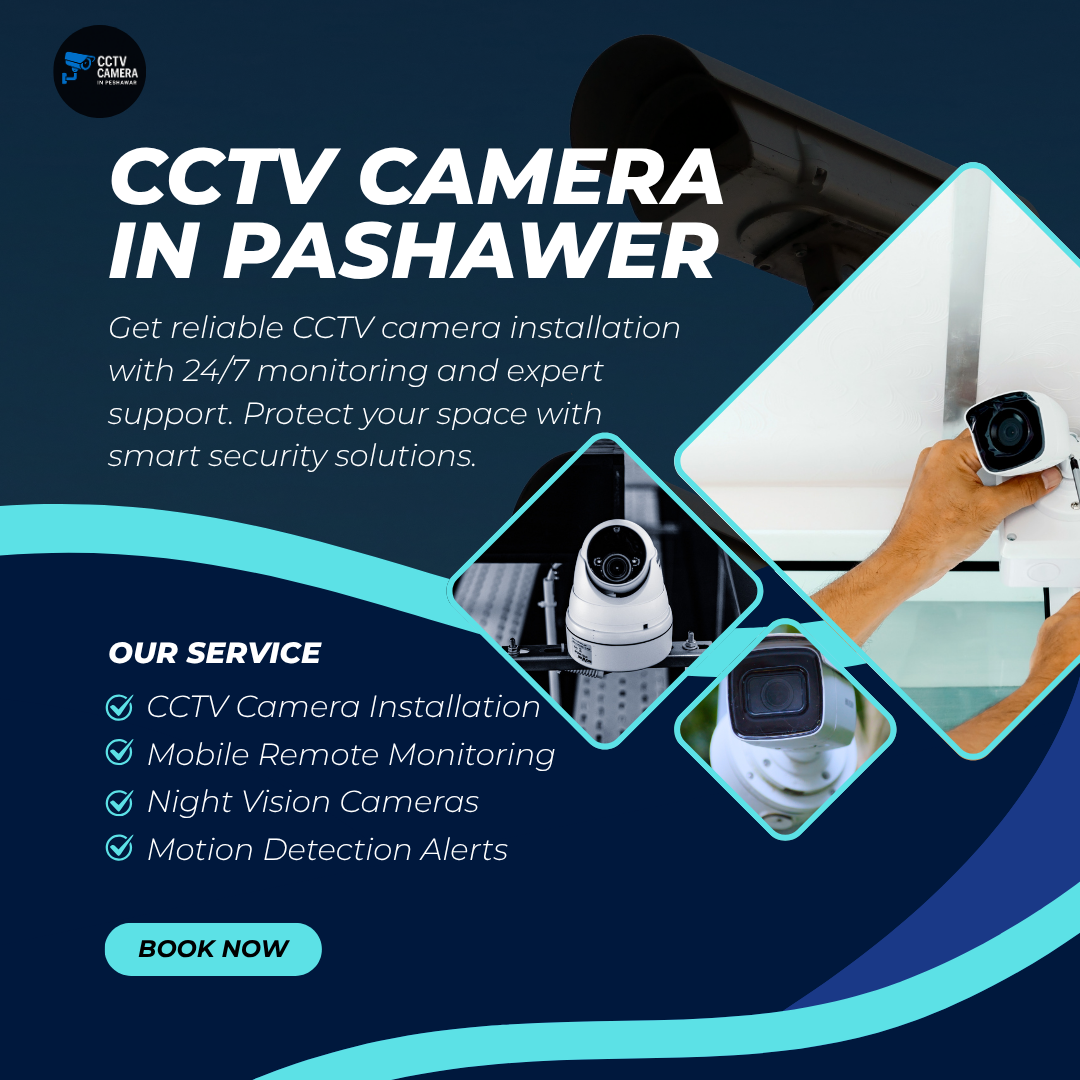 CCTV
CAMERA
IN PESHAWAR
CCTV CAMERA
IN PASHAWER
Get reliable CCTV camera installation
with 24/7 monitoring and expert
support. Protect your space with
smart security solutions.
OUR SERVICE
CCTV Camera Installation
Mobile Remote Monitoring
Night Vision Cameras
Motion Detection Alerts
BOOK NOW